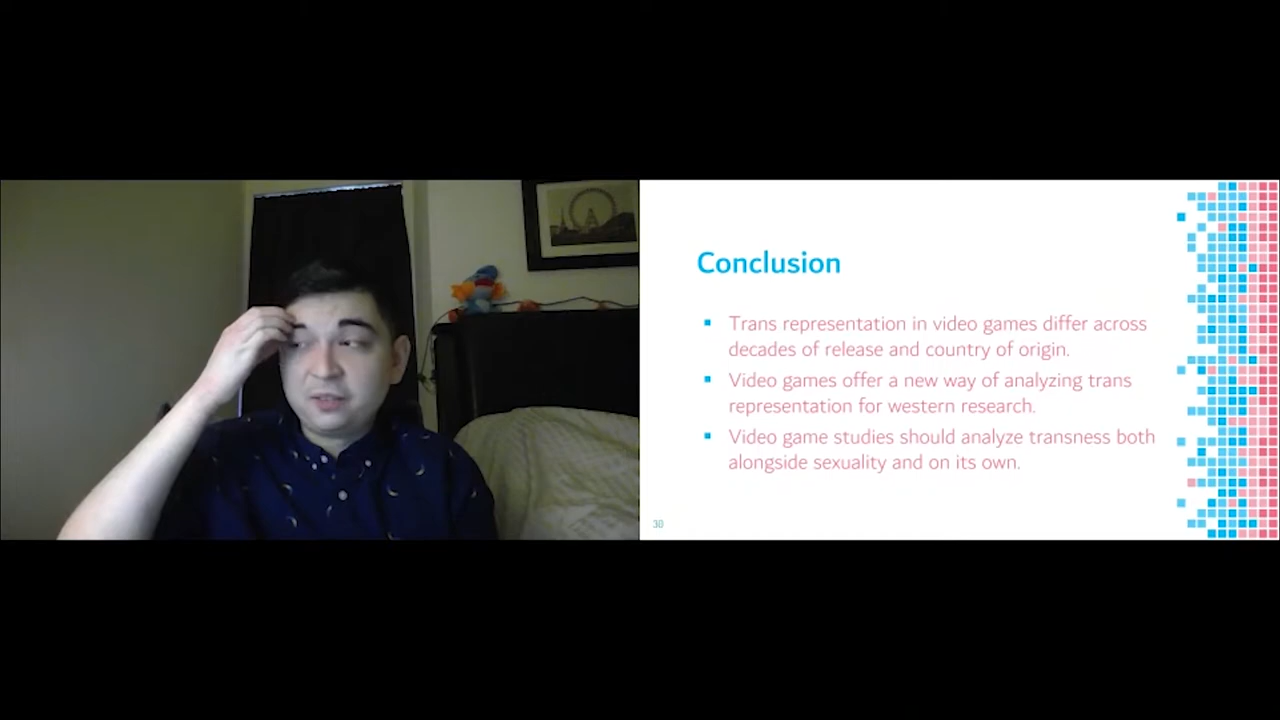 Conclusion
Trans representation in video games differ across
decades of release and country of origin.
Video games offer a new way of analyzing trans
representation for western research.
Video game studies should analyze transness both
alongside sexuality and on its own.
30